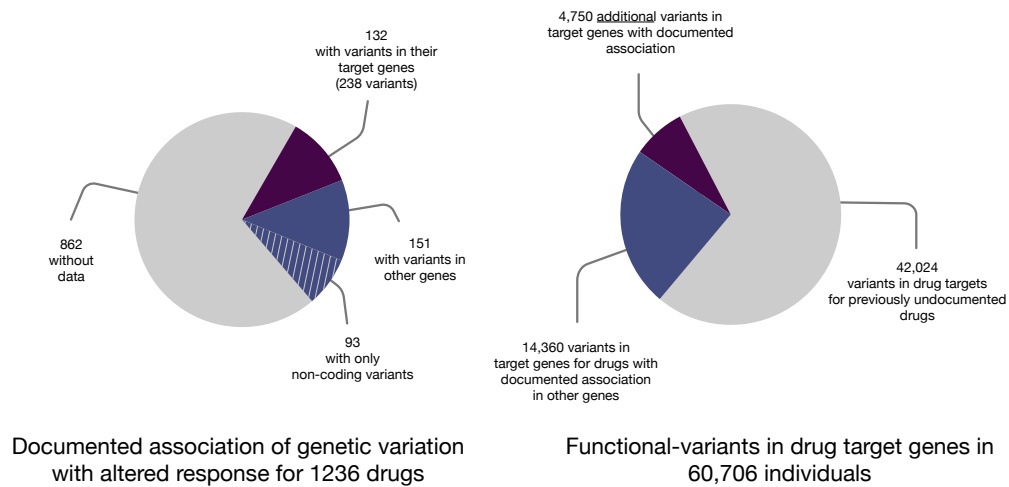 132
with variants in their
target genes
(238 variants)
862
without
data
151
with variants in
other genes
93
with only
non-coding variants
Documented association of genetic variation
with altered response for 1236 drugs
4,750 additional variants in
target genes with documented
association
42,024
variants in drug targets
for previously undocumented
drugs
14,360 variants in
target genes for drugs with
documented association
in other genes
Functional-variants in drug target genes in
60,706 individuals